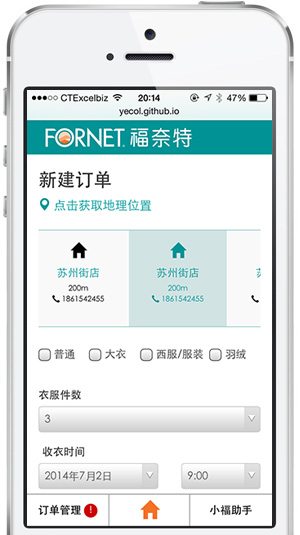 CTExcelbiz 20:14 47%
yecol.github.io
FORNET 福奈特
新建订单
点击获取地理位置
苏州街店 苏州街店 苏
200m 200m
1861542455 1861542455
普通 大衣 西服/服装 羽绒
衣服件数
3
收衣时间
2014年7月2日 9:00
订单管理 ! 小福助手